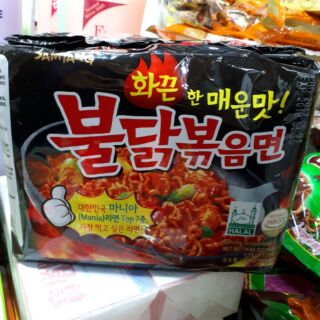 SAMYANG
화끈한 매운맛!
불닭볶음면
대한민국 마니아
(Mania)라면 Top 7중,
가장 먹고 싶은 라면!
HALAL